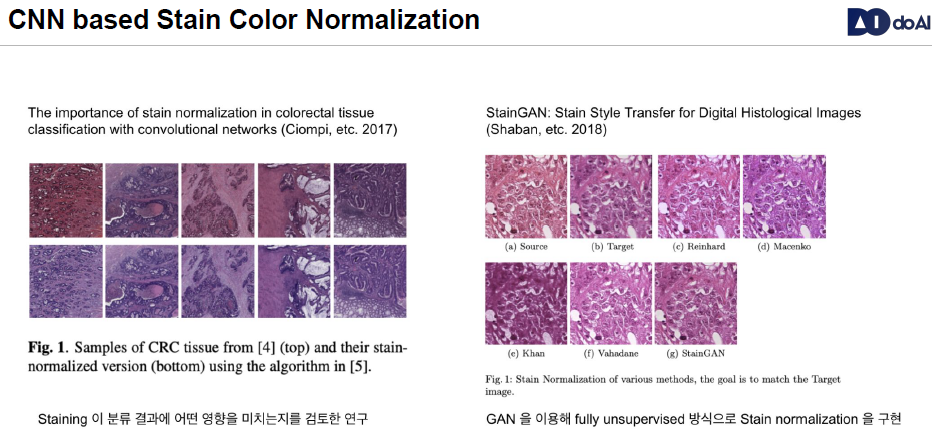 CNN based Stain Color Normalization
doAI
The importance of stain normalization in colorectal tissue
classification with convolutional networks (Ciompi, etc. 2017)
Fig. 1. Samples of CRC tissue from [4] (top) and their stain-
normalized version (bottom) using the algorithm in [5].
Staining 이 분류 결과에 어떤 영향을 미치는지를 검토한 연구
StainGAN: Stain Style Transfer for Digital Histological Images
(Shaban, etc. 2018)
(a) Source (b) Target (c) Reinhard (d) Macenko
(e) Khan (f) Vahadane (g) StainGAN
Fig. 1: Stain Normalization of various methods, the goal is to match the Target
image.
GAN 을 이용해 fully unsupervised 방식으로 Stain normalization 을 구현